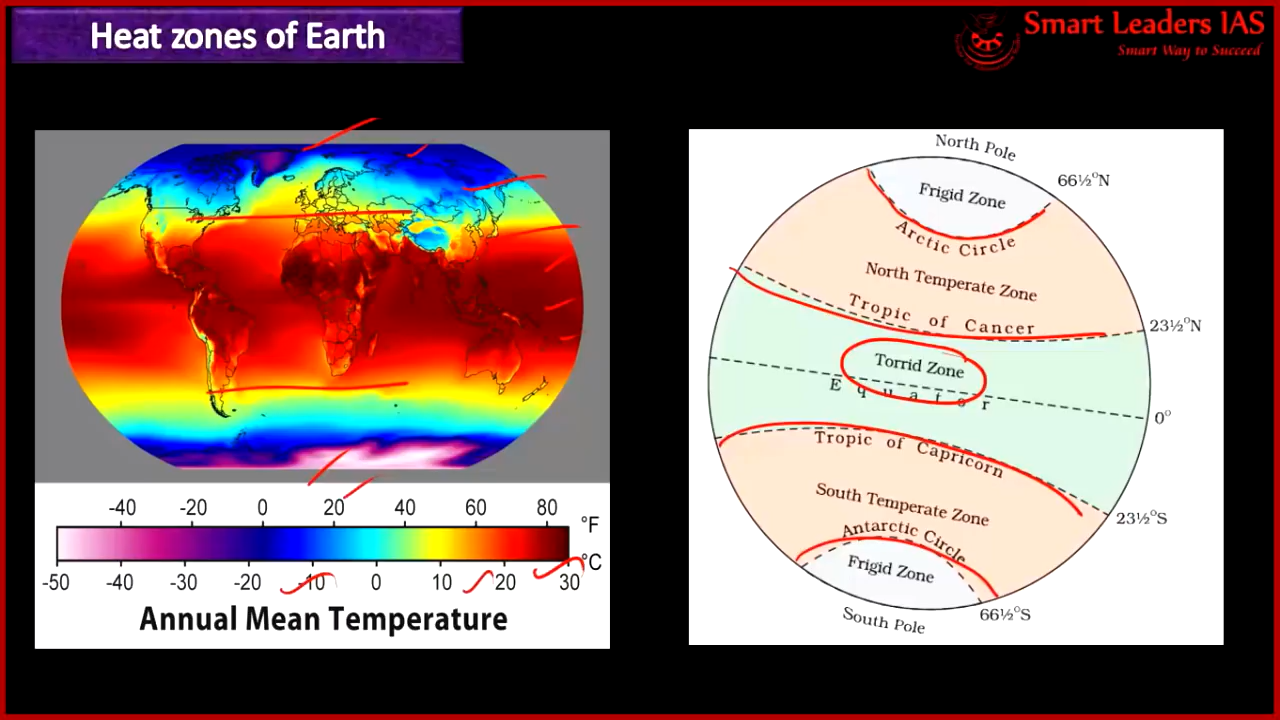 Heat zones of Earth
Smart Leaders IAS
Smart Way to Succeed
-40 -20 0 20 40 60 80
°F
°C
-50 -40 -30 -20 -10 0 10 20 30
Annual Mean Temperature
North Pole
66½°N
Frigid Zone
Arctic Circle
North Temperate Zone
Tropic of Cancer
23½°N
Torrid Zone
Equator
0°
Tropic of Capricorn
South Temperate Zone
23½°S
Antarctic Circle
Frigid Zone
66½°S
South Pole